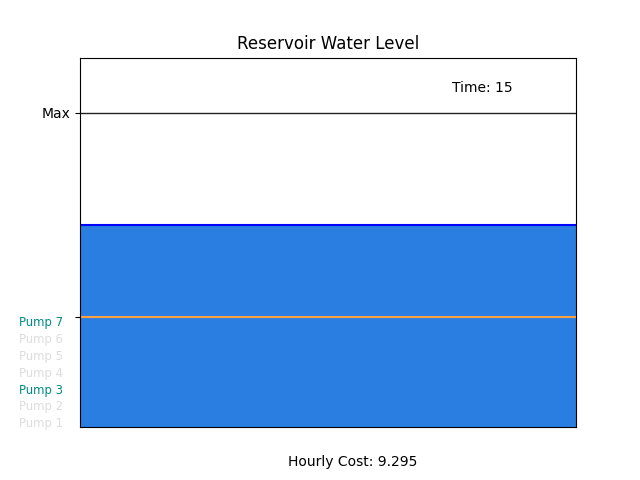 Reservoir Water Level
Time: 15
Max
Pump 7
Pump 6
Pump 5
Pump 4
Pump 3
Pump 2
Pump 1
Hourly Cost: 9.295